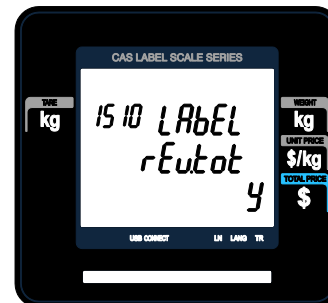 CAS LABEL SCALE SERIES
TARE
kg
1510 LAbEL
rEv.tot
y
WEIGHT
kg
UNIT PRICE
$/kg
TOTAL PRICE
$
USB CONNECT LN LANG TR